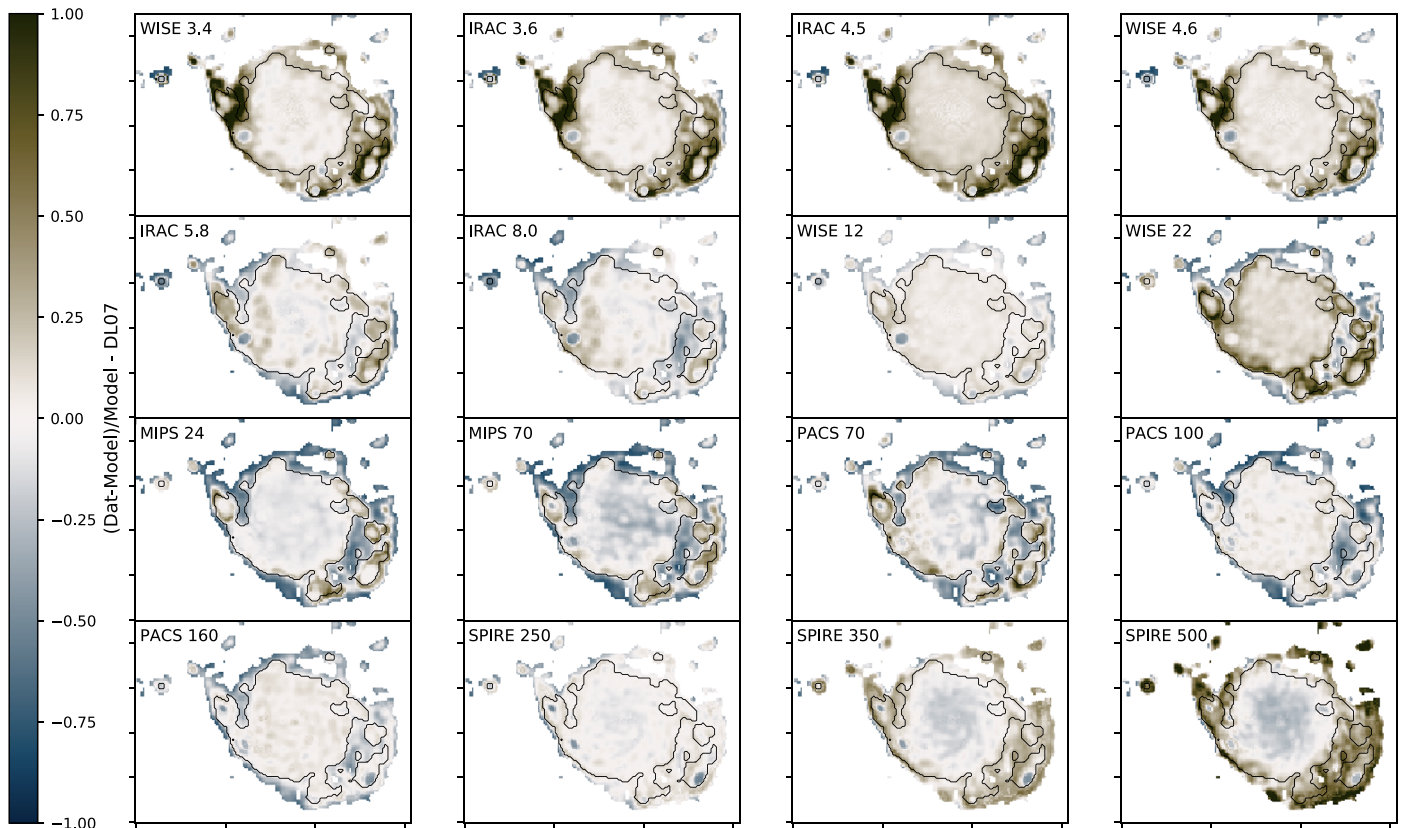 1.00
0.75
0.50
0.25
0.00
−0.25
−0.50
−0.75
−1.00
(Dat-Model)/Model - DL07
WISE 3.4
IRAC 3.6
IRAC 4.5
WISE 4.6
IRAC 5.8
IRAC 8.0
WISE 12
WISE 22
MIPS 24
MIPS 70
PACS 70
PACS 100
PACS 160
SPIRE 250
SPIRE 350
SPIRE 500